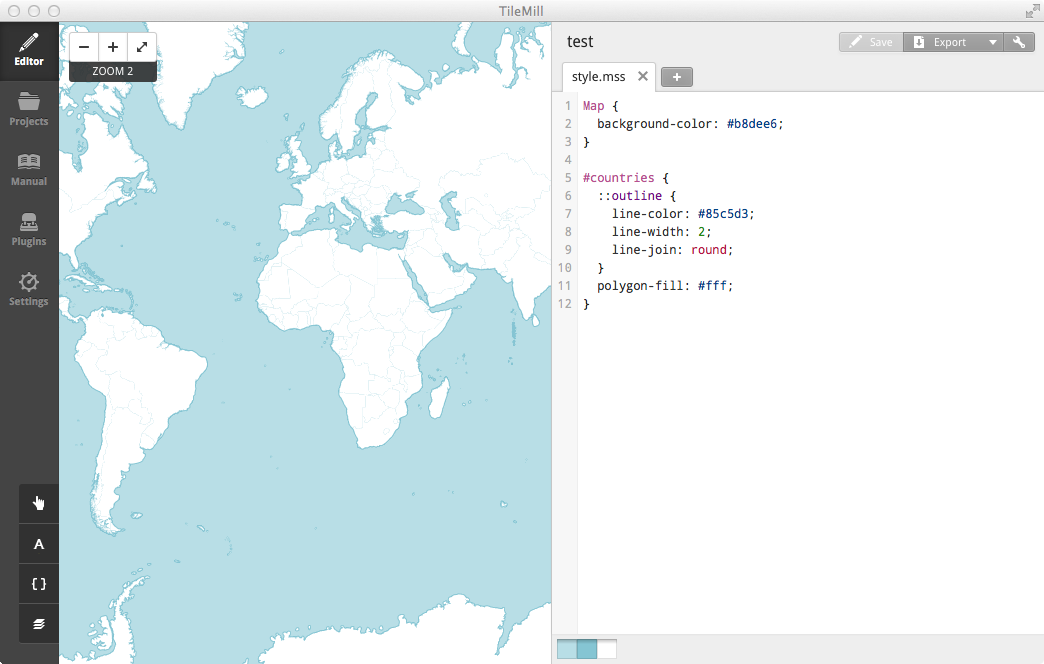 TileMill
Editor
Projects
Manual
Plugins
Settings
A
{ }
− +
ZOOM 2
test
Save
Export
style.mss ✕ +
1 Map {
2   background-color: #b8dee6;
3 }
4
5 #countries {
6   ::outline {
7     line-color: #85c5d3;
8     line-width: 2;
9     line-join: round;
10   }
11   polygon-fill: #fff;
12 }